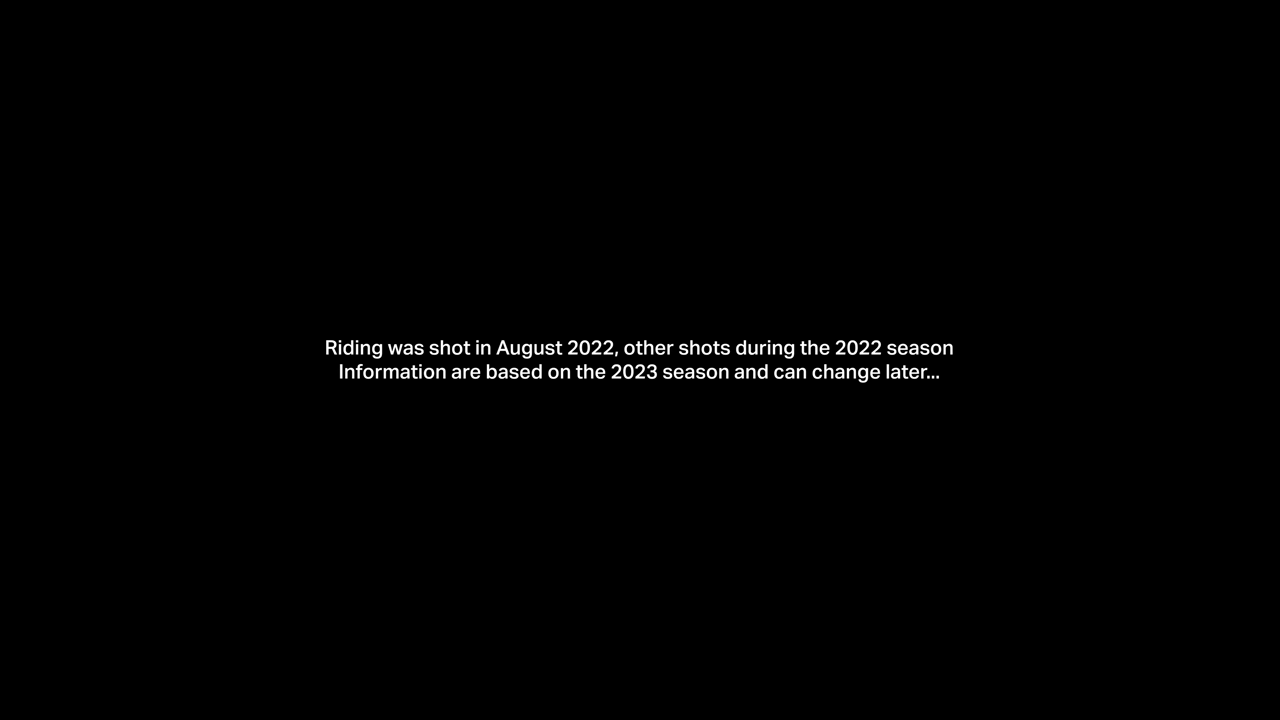 Riding was shot in August 2022, other shots during the 2022 season
Information are based on the 2023 season and can change later...